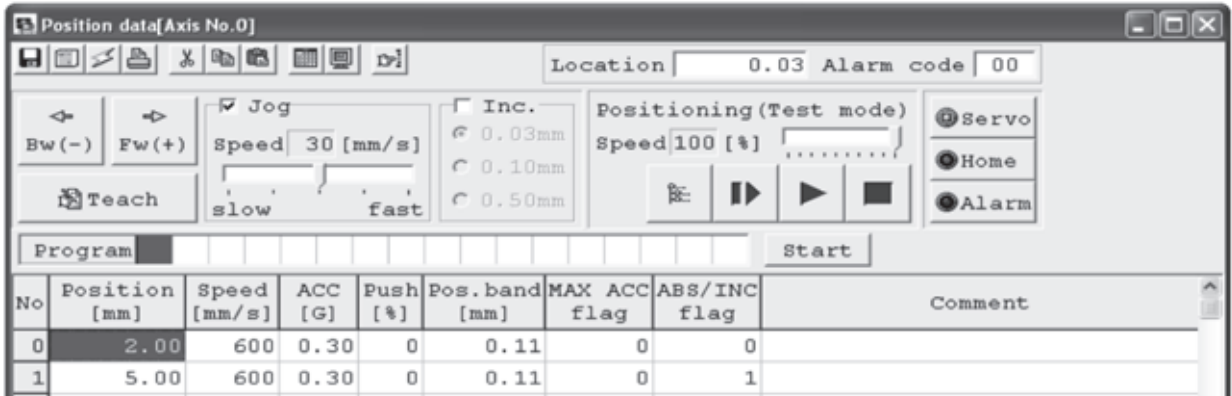 Position data[Axis No.0]
Location 0.03 Alarm code 00
Bw(-) Fw(+)
Teach
Jog
Speed 30 [mm/s]
slow fast
Inc.
0.03mm
0.10mm
0.50mm
Positioning(Test mode)
Speed 100 [%]
Servo
Home
Alarm
Program Start
No Position [mm] Speed [mm/s] ACC [G] Push [%] Pos.band [mm] MAX ACC flag ABS/INC flag Comment
0 2.00 600 0.30 0 0.11 0 0
1 5.00 600 0.30 0 0.11 0 1